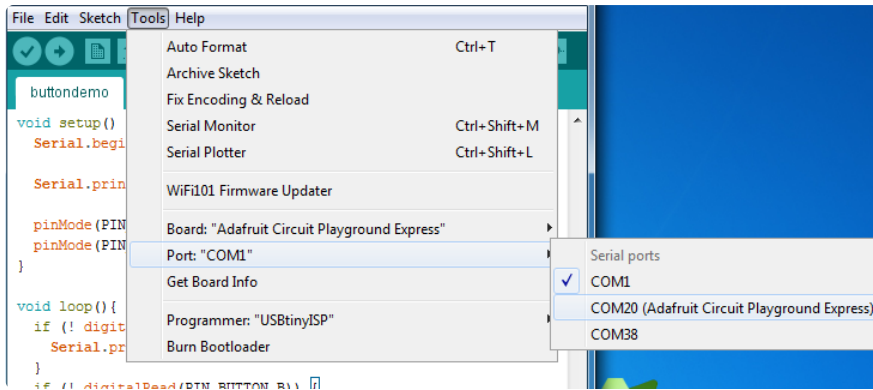 File Edit Sketch Tools Help
Auto Format Ctrl+T
Archive Sketch
Fix Encoding & Reload
Serial Monitor Ctrl+Shift+M
Serial Plotter Ctrl+Shift+L
WiFi101 Firmware Updater
Board: "Adafruit Circuit Playground Express"
Port: "COM1"
Get Board Info
Programmer: "USBtinyISP"
Burn Bootloader
Serial ports
COM1
COM20 (Adafruit Circuit Playground Express)
COM38
buttondemo
void setup()
Serial.begi
Serial.prin
pinMode(PIN
pinMode(PIN
}
void loop(){
if (! digit
Serial.pr
}
if (! digitalRead(PIN_BUTTON_B)) {